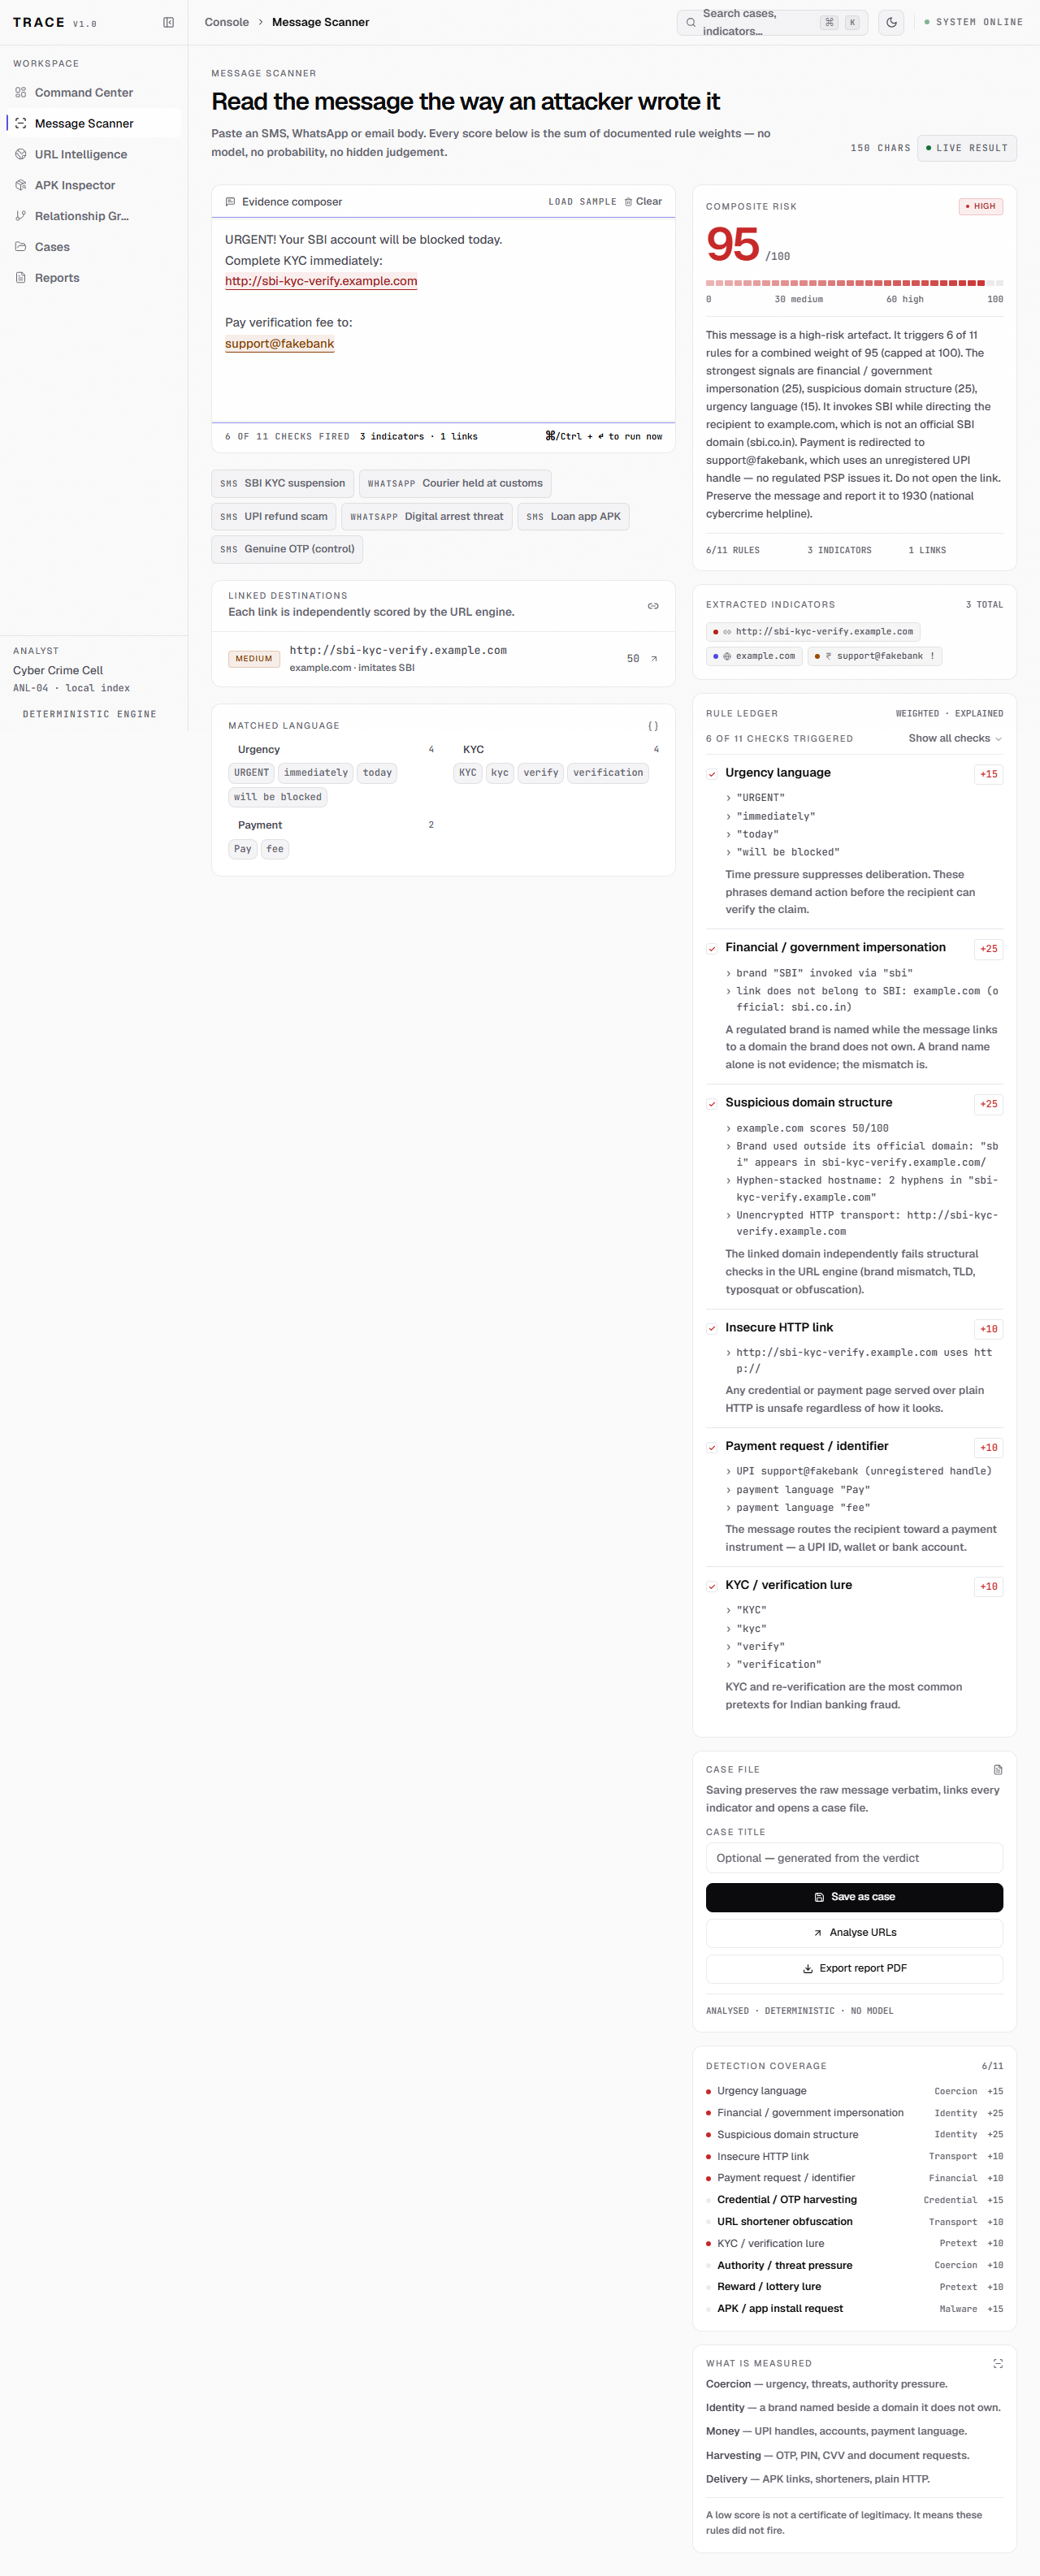 TRACE V1.0
Console > Message Scanner
Search cases, indicators…
⌘ K
SYSTEM ONLINE
WORKSPACE
Command Center
Message Scanner
URL Intelligence
APK Inspector
Relationship Gr…
Cases
Reports
ANALYST
Cyber Crime Cell
ANL-04 · local index
DETERMINISTIC ENGINE
MESSAGE SCANNER
Read the message the way an attacker wrote it
Paste an SMS, WhatsApp or email body. Every score below is the sum of documented rule weights — no
model, no probability, no hidden judgement.
150 CHARS
LIVE RESULT
Evidence composer
LOAD SAMPLE
Clear
URGENT! Your SBI account will be blocked today.
Complete KYC immediately:
http://sbi-kyc-verify.example.com
Pay verification fee to:
support@fakebank
6 OF 11 CHECKS FIRED 3 indicators · 1 links
⌘/Ctrl + ↵ to run now
SMS SBI KYC suspension
WHATSAPP Courier held at customs
SMS UPI refund scam
WHATSAPP Digital arrest threat
SMS Loan app APK
SMS Genuine OTP (control)
LINKED DESTINATIONS
Each link is independently scored by the URL engine.
MEDIUM
http://sbi-kyc-verify.example.com
example.com · imitates SBI
50
MATCHED LANGUAGE
{ }
Urgency 4
URGENT immediately today
will be blocked
KYC 4
KYC kyc verify verification
Payment 2
Pay fee
COMPOSITE RISK
HIGH
95 /100
0 30 medium 60 high 100
This message is a high-risk artefact. It triggers 6 of 11
rules for a combined weight of 95 (capped at 100). The
strongest signals are financial / government
impersonation (25), suspicious domain structure (25),
urgency language (15). It invokes SBI while directing the
recipient to example.com, which is not an official SBI
domain (sbi.co.in). Payment is redirected to
support@fakebank, which uses an unregistered UPI
handle — no regulated PSP issues it. Do not open the link.
Preserve the message and report it to 1930 (national
cybercrime helpline).
6/11 RULES 3 INDICATORS 1 LINKS
EXTRACTED INDICATORS 3 TOTAL
http://sbi-kyc-verify.example.com
example.com
₹ support@fakebank !
RULE LEDGER WEIGHTED · EXPLAINED
6 OF 11 CHECKS TRIGGERED Show all checks
Urgency language +15
› "URGENT"
› "immediately"
› "today"
› "will be blocked"
Time pressure suppresses deliberation. These
phrases demand action before the recipient can
verify the claim.
Financial / government impersonation +25
› brand "SBI" invoked via "sbi"
› link does not belong to SBI: example.com (o
fficial: sbi.co.in)
A regulated brand is named while the message links
to a domain the brand does not own. A brand name
alone is not evidence; the mismatch is.
Suspicious domain structure +25
› example.com scores 50/100
› Brand used outside its official domain: "sb
i" appears in sbi-kyc-verify.example.com/
› Hyphen-stacked hostname: 2 hyphens in "sbi-
kyc-verify.example.com"
› Unencrypted HTTP transport: http://sbi-kyc-
verify.example.com
The linked domain independently fails structural
checks in the URL engine (brand mismatch, TLD,
typosquat or obfuscation).
Insecure HTTP link +10
› http://sbi-kyc-verify.example.com uses htt
p://
Any credential or payment page served over plain
HTTP is unsafe regardless of how it looks.
Payment request / identifier +10
› UPI support@fakebank (unregistered handle)
› payment language "Pay"
› payment language "fee"
The message routes the recipient toward a payment
instrument — a UPI ID, wallet or bank account.
KYC / verification lure +10
› "KYC"
› "kyc"
› "verify"
› "verification"
KYC and re-verification are the most common
pretexts for Indian banking fraud.
CASE FILE
Saving preserves the raw message verbatim, links every
indicator and opens a case file.
CASE TITLE
Optional — generated from the verdict
Save as case
Analyse URLs
Export report PDF
ANALYSED · DETERMINISTIC · NO MODEL
DETECTION COVERAGE 6/11
Urgency language Coercion +15
Financial / government impersonation Identity +25
Suspicious domain structure Identity +25
Insecure HTTP link Transport +10
Payment request / identifier Financial +10
Credential / OTP harvesting Credential +15
URL shortener obfuscation Transport +10
KYC / verification lure Pretext +10
Authority / threat pressure Coercion +10
Reward / lottery lure Pretext +10
APK / app install request Malware +15
WHAT IS MEASURED
Coercion — urgency, threats, authority pressure.
Identity — a brand named beside a domain it does not own.
Money — UPI handles, accounts, payment language.
Harvesting — OTP, PIN, CVV and document requests.
Delivery — APK links, shorteners, plain HTTP.
A low score is not a certificate of legitimacy. It means these
rules did not fire.